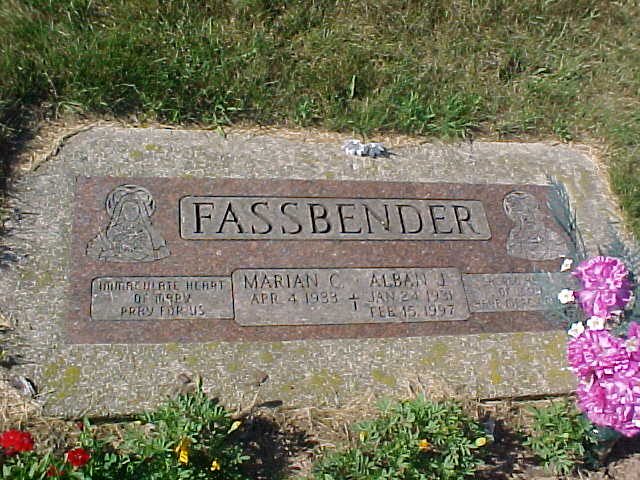 FASSBENDER
IMMACULATE HEART
OF MARY
PRAY FOR US
MARIAN C.
APR. 4 1933
ALBAN J.
JAN. 24 1931
FEB. 15, 1997
OF